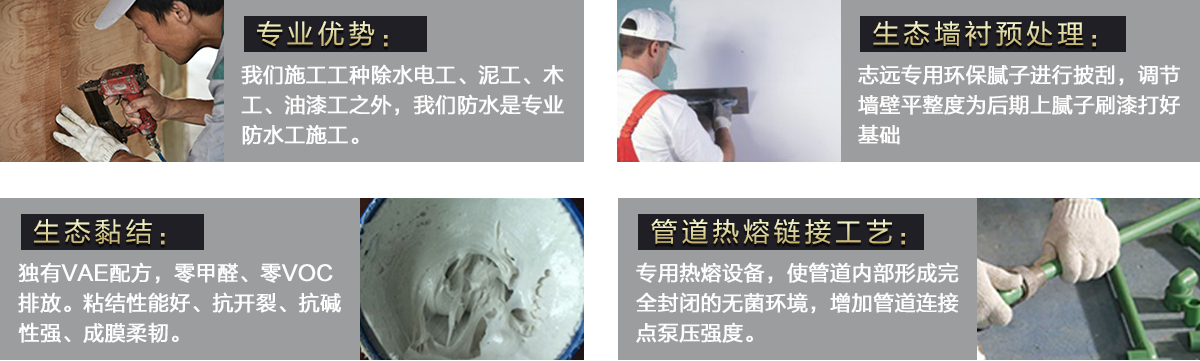 专业优势：
我们施工工种除水电工、泥工、木
工、油漆工之外，我们防水是专业
防水工施工。
生态墙衬预处理：
志远专用环保腻子进行披刮，调节
墙壁平整度为后期上腻子刷漆打好
基础
生态黏结：
独有VAE配方，零甲醛、零VOC
排放。粘结性能好、抗开裂、抗碱
性强、成膜柔韧。
管道热熔链接工艺：
专用热熔设备，使管道内部形成完
全封闭的无菌环境，增加管道连接
点泵压强度。